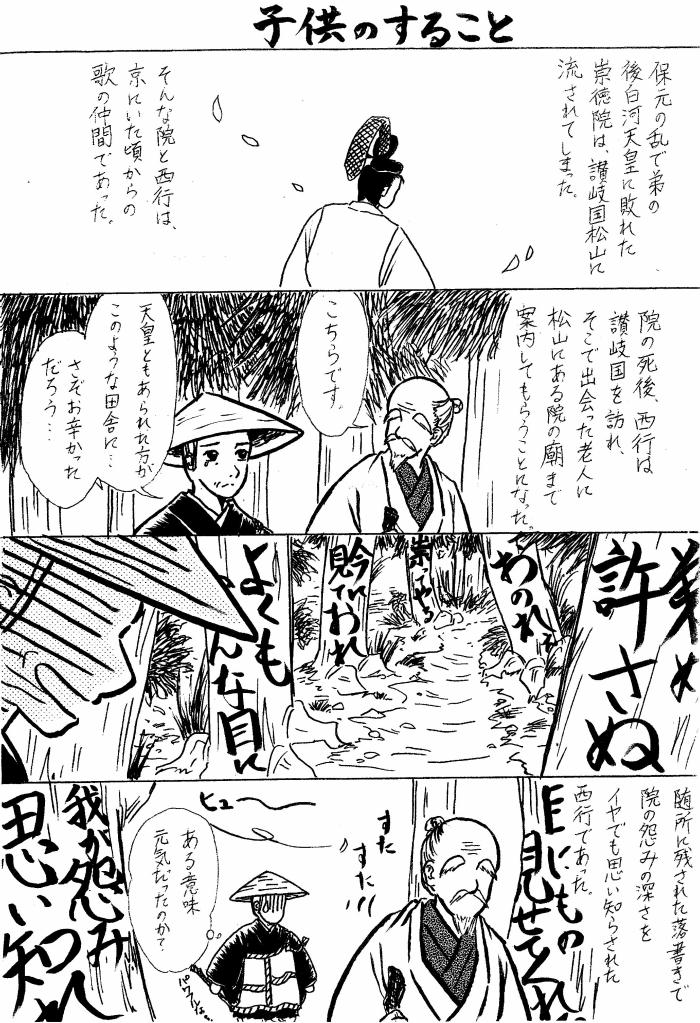 子供のすること
保元の乱で弟の
後白河天皇に敗れた
崇徳院は、讃岐国松山に
流されてしまった。
そんな院と西行は、
京にいた頃からの
歌の仲間であった。
院の死後、西行は
讃岐国を訪れ、
そこで出会った老人に
松山にある院の廟まで
案内してもらうことになった。
こちらです。
天皇ともあられた方が
このような田舎に…
さぞお辛かった
だろう…
弟め
許さぬ
おのれぇ
祟ってやる
見ておれ
よくも
こんな目に
随所に残された落書きで
院の怨みの深さを
イヤでも思い知らされた
西行であった。
目にもの
見せてくれ
すた
すた!!
ヒュー
ある意味
元気だったのか?
パワフルな…
我が怨み
思い知れ